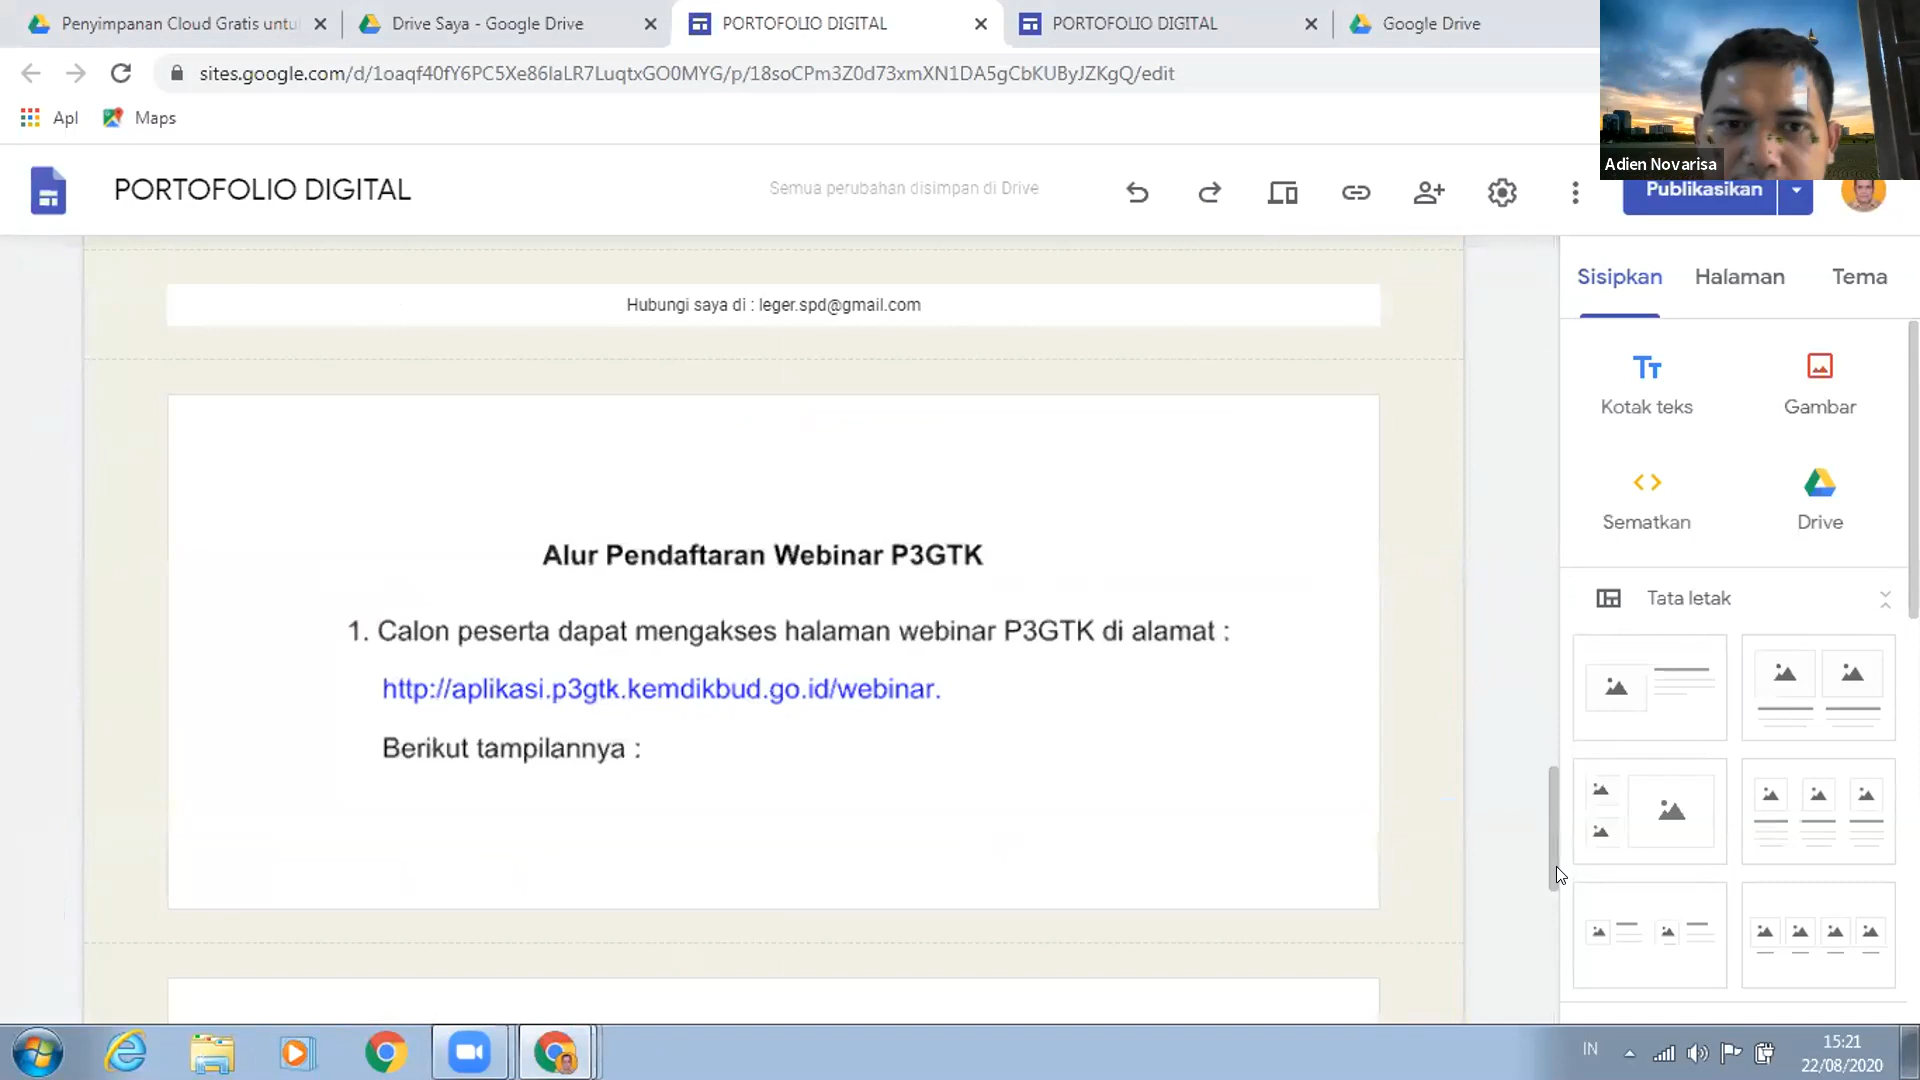 Penyimpanan Cloud Gratis untu
Drive Saya - Google Drive
PORTOFOLIO DIGITAL
PORTOFOLIO DIGITAL
Google Drive
sites.google.com/d/1oaqf40fY6PC5Xe86laLR7LuqtxGO0MYG/p/18soCPm3Z0d73xmXN1DA5gCbKUByJZKgQ/edit
Apl
Maps
Adien Novarisa
PORTOFOLIO DIGITAL
Semua perubahan disimpan di Drive
Publikasikan
Sisipkan
Halaman
Tema
Hubungi saya di : leger.spd@gmail.com
Kotak teks
Gambar
Sematkan
Drive
Tata letak
Alur Pendaftaran Webinar P3GTK
1. Calon peserta dapat mengakses halaman webinar P3GTK di alamat :
http://aplikasi.p3gtk.kemdikbud.go.id/webinar.
Berikut tampilannya :
IN
15:21
22/08/2020